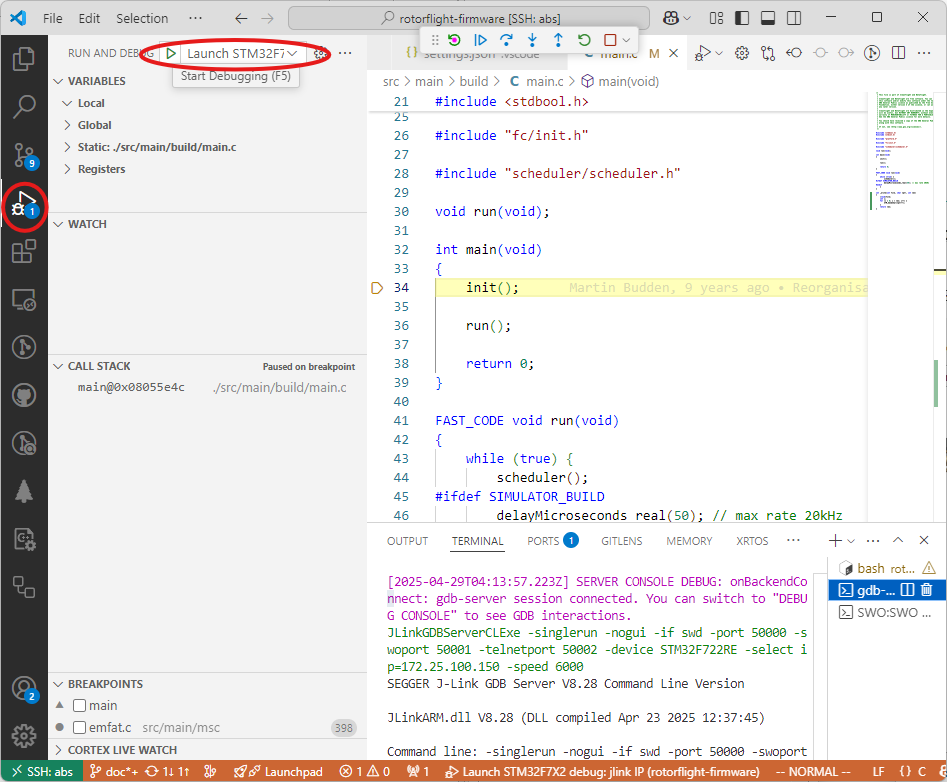 File Edit Selection ··· rotorflight-firmware [SSH: abs]
RUN AND DEBUG Launch STM32F7
Start Debugging (F5)
VARIABLES
Local
Global
Static: ./src/main/build/main.c
Registers
WATCH
CALL STACK Paused on breakpoint
main@0x08055e4c ./src/main/build/main.c
BREAKPOINTS
main
emfat.c src/main/msc 398
CORTEX LIVE WATCH
9
1
2
settings.json .vscode main.c M
src > main > build > C main.c > main(void)
21 #include <stdbool.h>
25
26 #include "fc/init.h"
27
28 #include "scheduler/scheduler.h"
29
30 void run(void);
31
32 int main(void)
33 {
34 init(); Martin Budden, 9 years ago • Reorganisa
35
36 run();
37
38 return 0;
39 }
40
41 FAST_CODE void run(void)
42 {
43 while (true) {
44 scheduler();
45 #ifdef SIMULATOR_BUILD
46 delayMicroseconds_real(50); // max rate 20kHz
OUTPUT TERMINAL PORTS 1 GITLENS MEMORY XRTOS ···
[2025-04-29T04:13:57.223Z] SERVER CONSOLE DEBUG: onBackendCo
nnect: gdb-server session connected. You can switch to "DEBU
G CONSOLE" to see GDB interactions.
JLinkGDBServerCLExe -singlerun -nogui -if swd -port 50000 -s
woport 50001 -telnetport 50002 -device STM32F722RE -select i
p=172.25.100.150 -speed 6000
SEGGER J-Link GDB Server V8.28 Command Line Version
JLinkARM.dll V8.28 (DLL compiled Apr 23 2025 12:37:45)
Command line: -singlerun -nogui -if swd -port 50000 -swoport
bash rot...
gdb-...
SWO:SWO ...
SSH: abs doc*+ 1↓ 1↑ Launchpad 1 0 1 Launch STM32F7X2 debug: jlink IP (rotorflight-firmware) -- NORMAL -- LF {} C